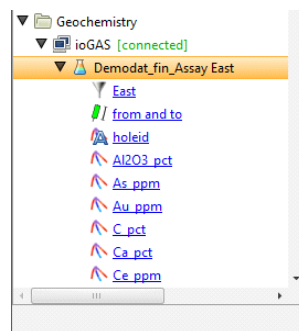 Geochemistry
ioGAS [connected]
Demodat_fin_Assay East
East
from and to
holeid
Al2O3_pct
As_ppm
Au_ppm
C_pct
Ca_pct
Ce_ppm